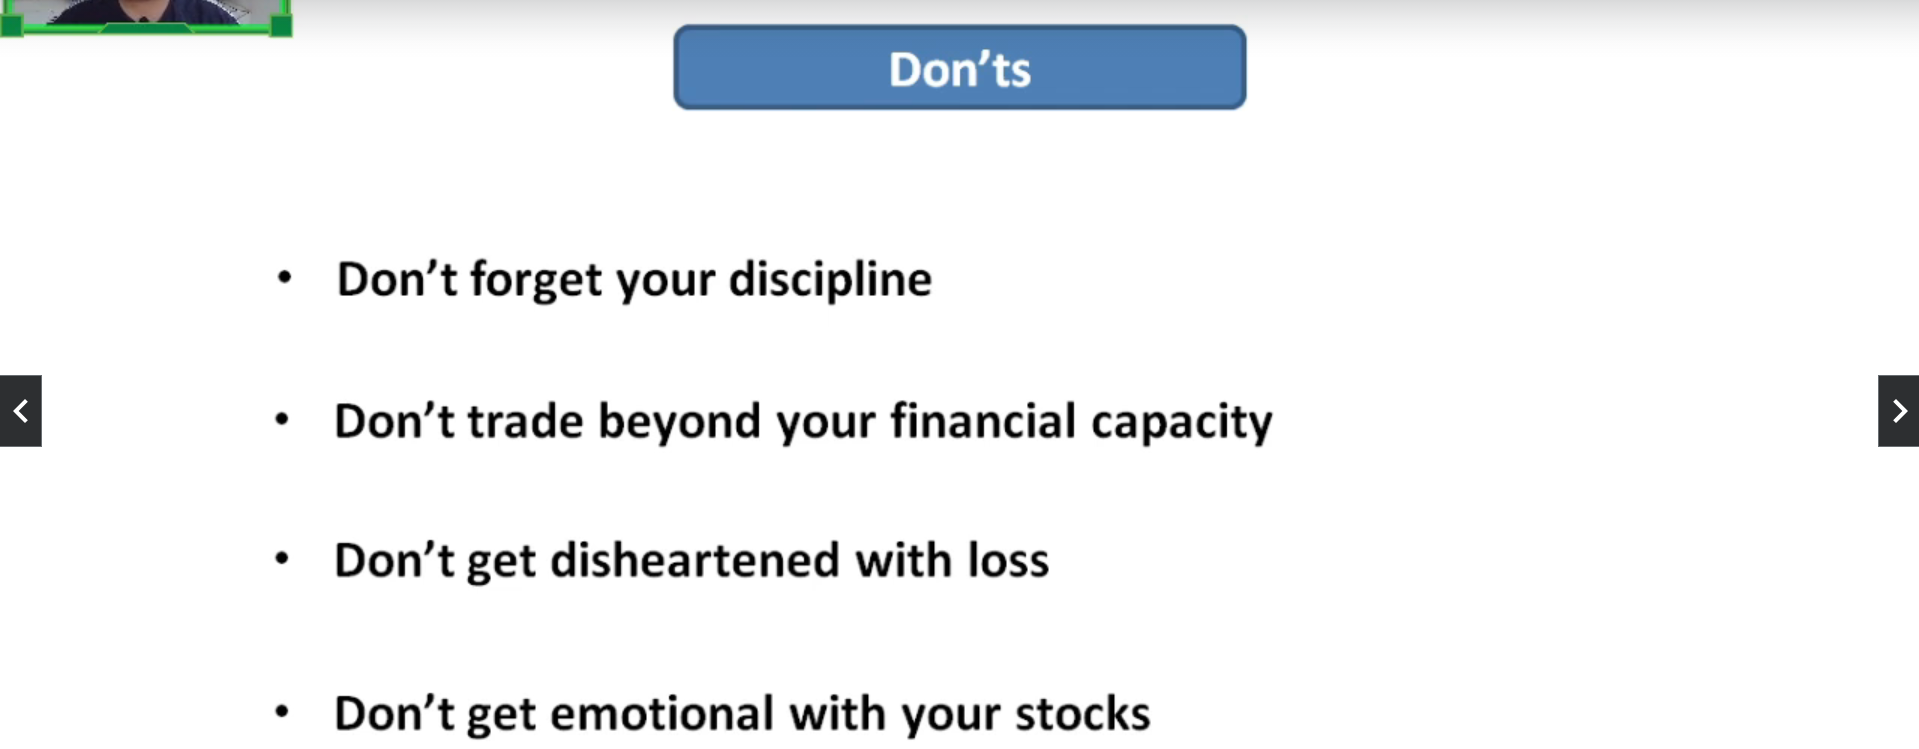 Don’ts
• Don’t forget your discipline
• Don’t trade beyond your financial capacity
• Don’t get disheartened with loss
• Don’t get emotional with your stocks